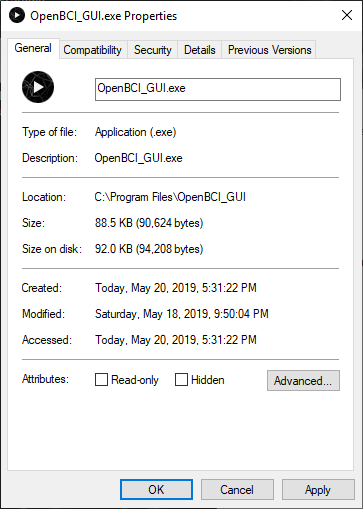 OpenBCI_GUI.exe Properties
General Compatibility Security Details Previous Versions
OpenBCI_GUI.exe
Type of file: Application (.exe)
Description: OpenBCI_GUI.exe
Location: C:\Program Files\OpenBCI_GUI
Size: 88.5 KB (90,624 bytes)
Size on disk: 92.0 KB (94,208 bytes)
Created: Today, May 20, 2019, 5:31:22 PM
Modified: Saturday, May 18, 2019, 9:50:04 PM
Accessed: Today, May 20, 2019, 5:31:22 PM
Attributes: Read-only Hidden Advanced...
OK Cancel Apply